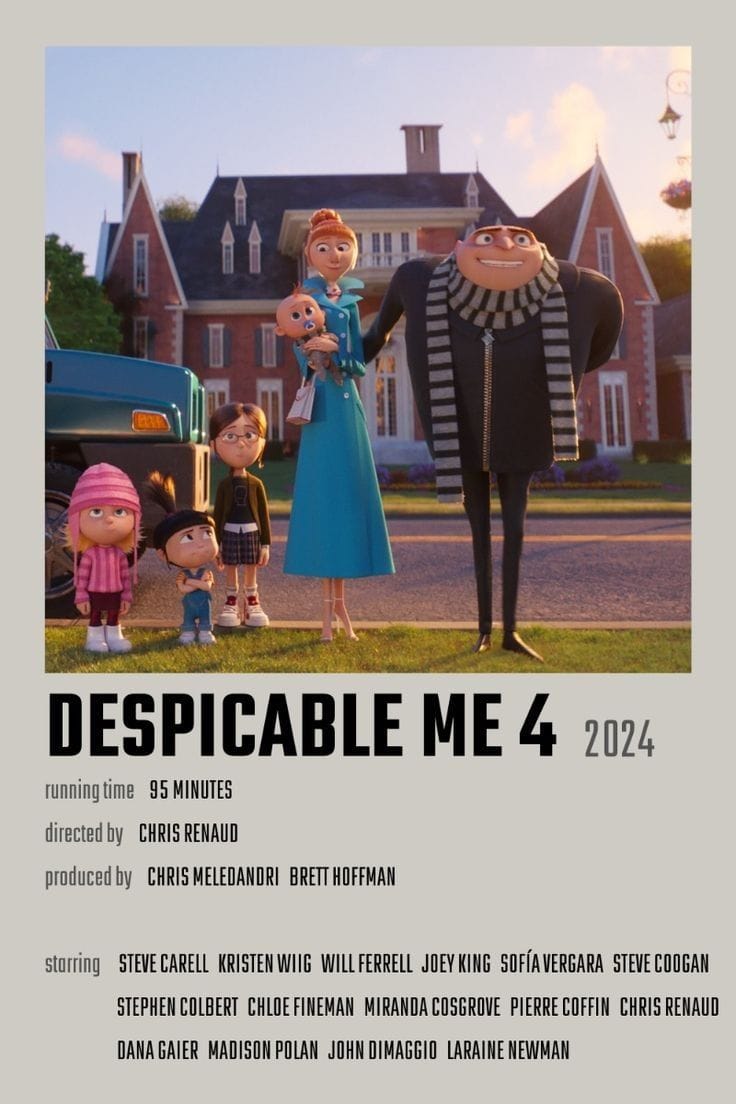 DESPICABLE ME 4 2024
running time 95 MINUTES
directed by CHRIS RENAUD
produced by CHRIS MELEDANDRI BRETT HOFFMAN
starring STEVE CARELL KRISTEN WIIG WILL FERRELL JOEY KING SOFÍA VERGARA STEVE COOGAN
STEPHEN COLBERT CHLOE FINEMAN MIRANDA COSGROVE PIERRE COFFIN CHRIS RENAUD
DANA GAIER MADISON POLAN JOHN DIMAGGIO LARAINE NEWMAN